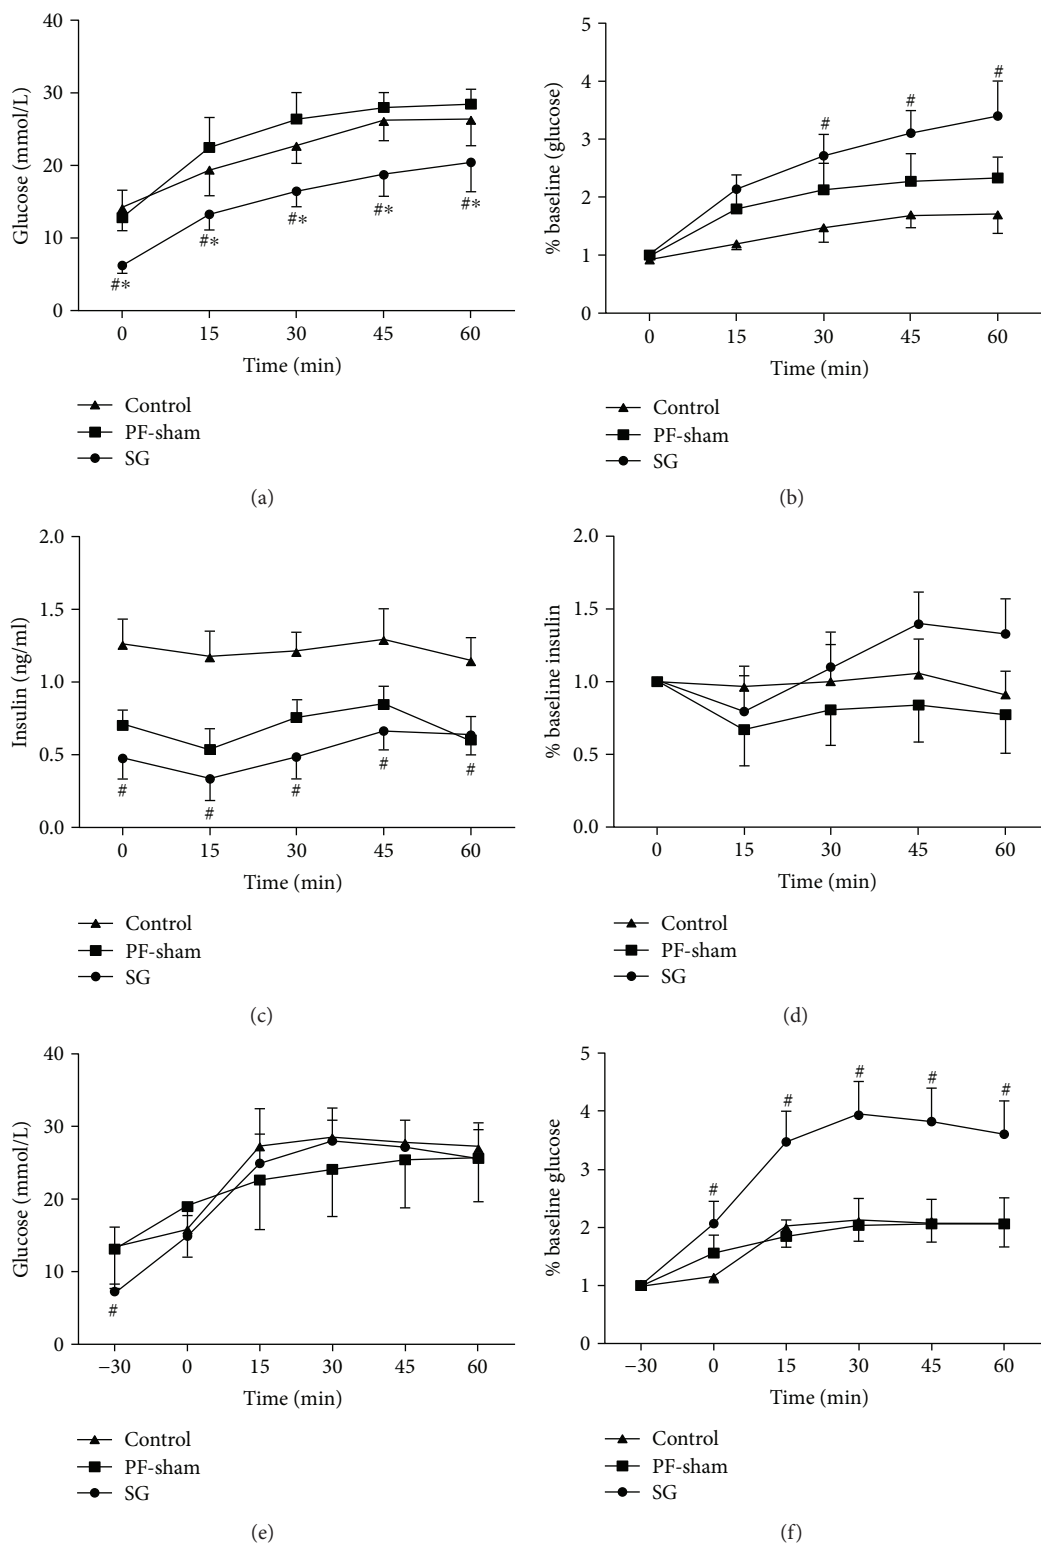 Glucose (mmol/L)
40
30
20
10
0
#*
#*
#*
#*
#*
0 15 30 45 60
Time (min)
Control
PF-sham
SG
(a)
% baseline (glucose)
5
4
3
2
1
0
#
#
#
0 15 30 45 60
Time (min)
Control
PF-sham
SG
(b)
Insulin (ng/ml)
2.0
1.5
1.0
0.5
0.0
#
#
#
#
#
0 15 30 45 60
Time (min)
Control
PF-sham
SG
(c)
% baseline insulin
2.0
1.5
1.0
0.5
0.0
0 15 30 45 60
Time (min)
Control
PF-sham
SG
(d)
Glucose (mmol/L)
40
30
20
10
0
#
−30 0 15 30 45 60
Time (min)
Control
PF-sham
SG
(e)
% baseline glucose
5
4
3
2
1
0
#
#
#
#
#
−30 0 15 30 45 60
Time (min)
Control
PF-sham
SG
(f)